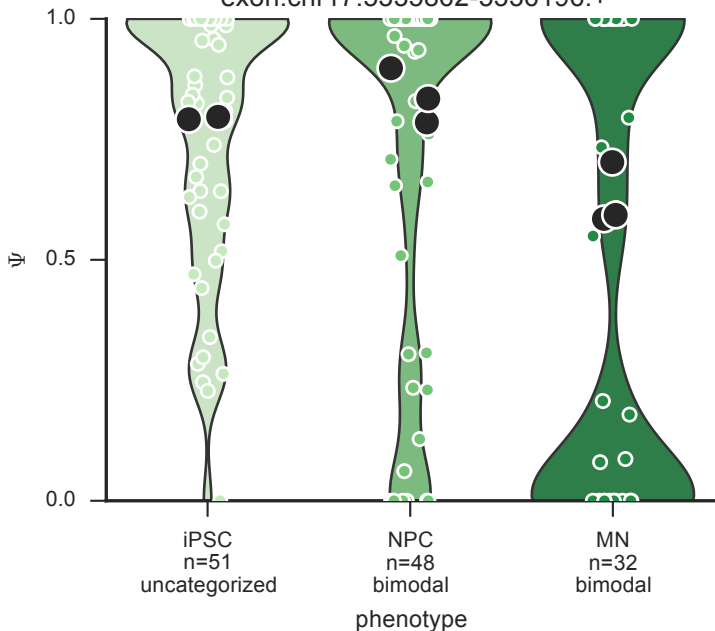 1.0
0.5
0.0
Ψ
iPSC
n=51
uncategorized
NPC
n=48
bimodal
MN
n=32
bimodal
phenotype